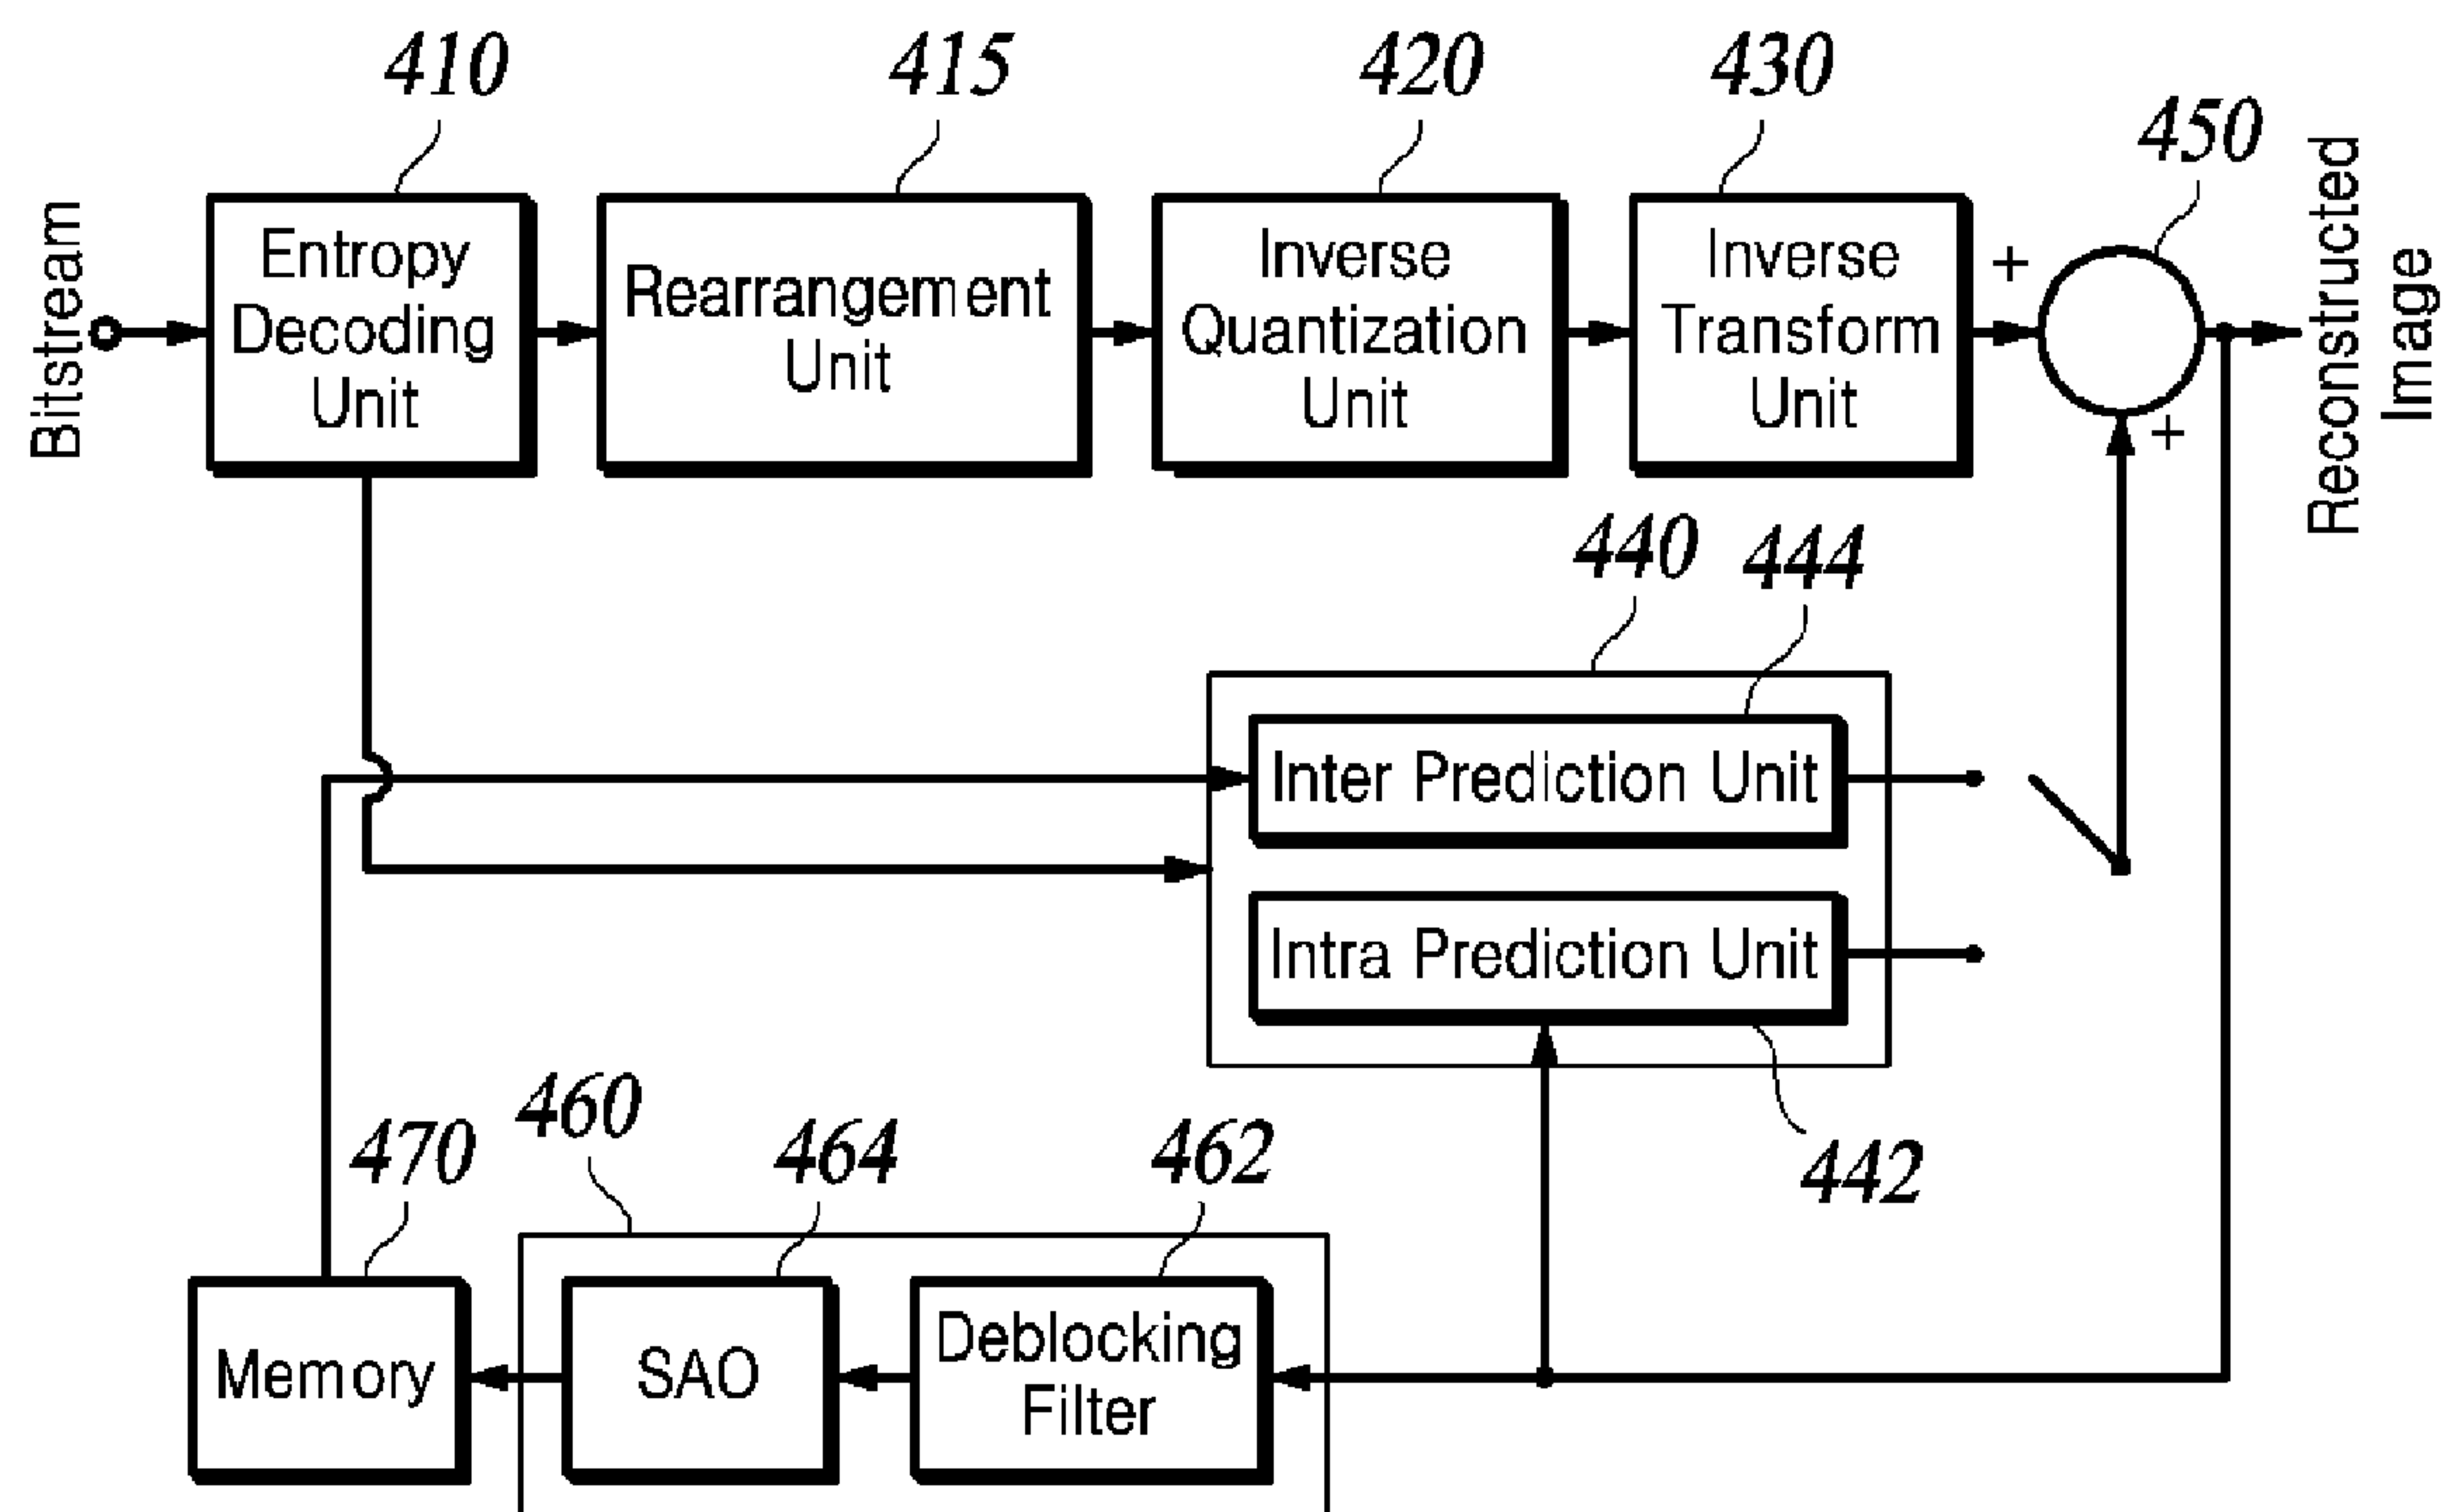 410
415
420
430
450
Bitstream
Entropy
Decoding
Unit
Rearrangement
Unit
Inverse
Quantization
Unit
Inverse
Transform
Unit
+
+
Reconstructed
Image
440
444
Inter Prediction Unit
Intra Prediction Unit
442
470
460
464
462
Memory
SAO
Deblocking
Filter